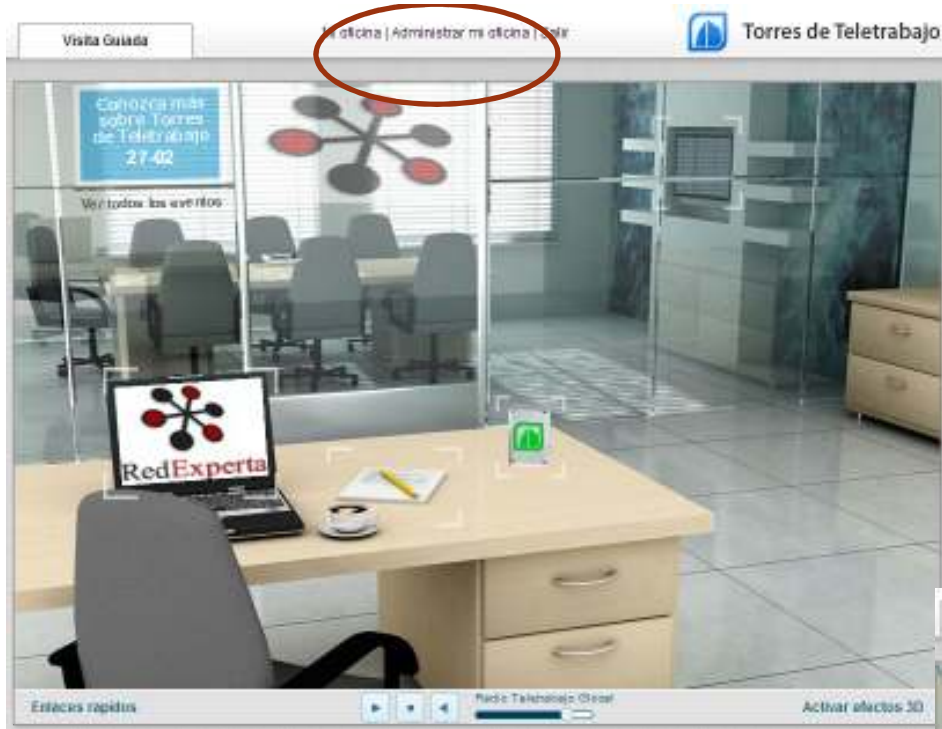 Visita Guiada
Mi oficina | Administrar mi oficina | Salir
Torres de Teletrabajo
Conozca más
sobre Torres
de Teletrabajo
27-02
Ver todos los eventos
RedExperta
Enlaces rapidos
Radio Teletrabajo Global
Activar efectos 3D